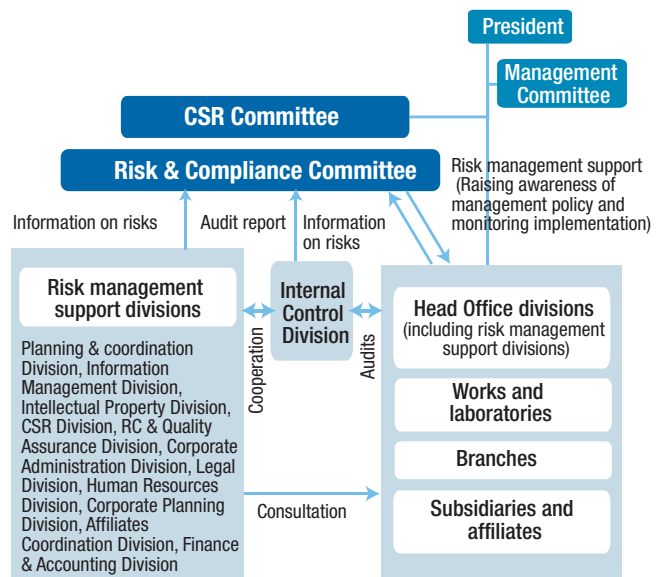 President
Management
Committee
CSR Committee
Risk & Compliance Committee
Risk management support
(Raising awareness of
management policy and
monitoring implementation)
Information on risks
Audit report
Information
on risks
Risk management
support divisions
Planning & coordination
Division, Information
Management Division,
Intellectual Property Division,
CSR Division, RC & Quality
Assurance Division, Corporate
Administration Division, Legal
Division, Human Resources
Division, Corporate Planning
Division, Affiliates
Coordination Division, Finance
& Accounting Division
Cooperation
Internal
Control
Division
Audits
Consultation
Head Office divisions
(including risk management
support divisions)
Works and
laboratories
Branches
Subsidiaries and
affiliates